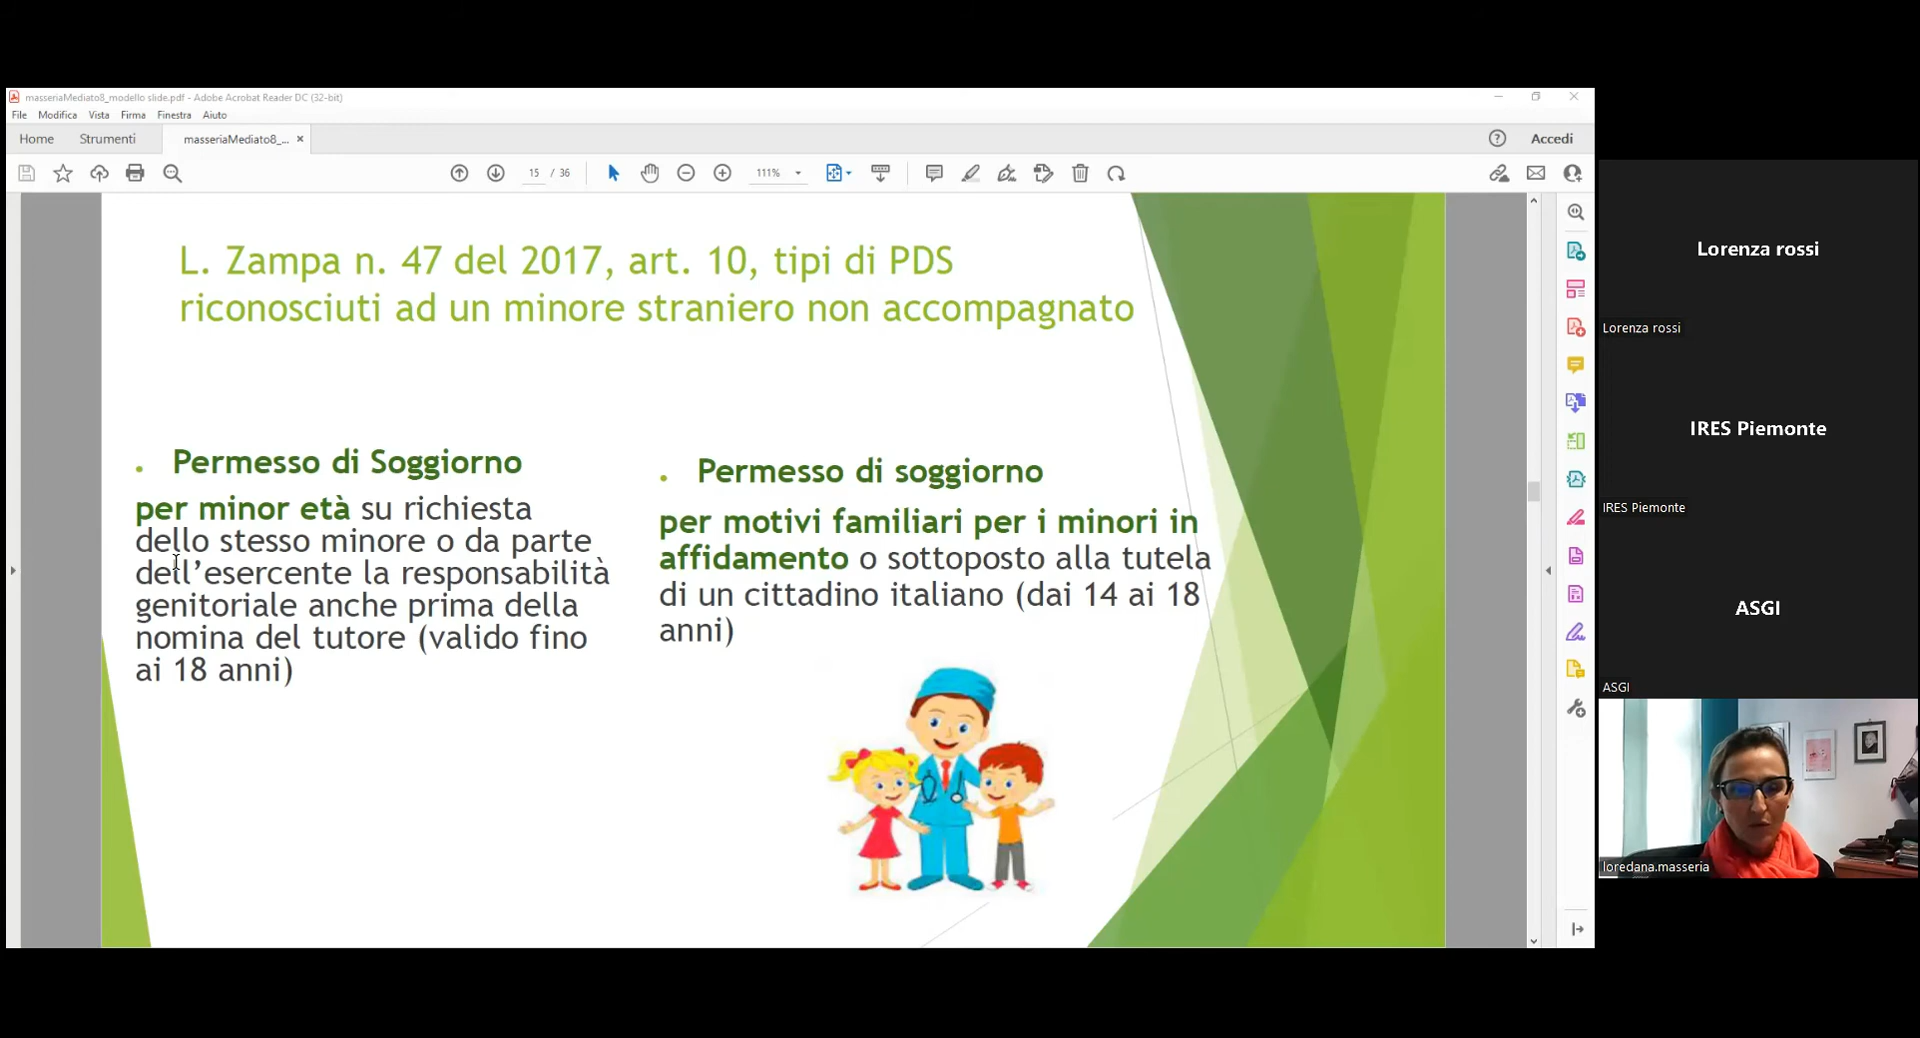 masseriaMediato8_modello slide.pdf - Adobe Acrobat Reader DC (32-bit)
File Modifica Vista Firma Finestra Aiuto
Home Strumenti masseriaMediato8_... × Accedi
15 / 36 111%
L. Zampa n. 47 del 2017, art. 10, tipi di PDS
riconosciuti ad un minore straniero non accompagnato
• Permesso di Soggiorno
per minor età su richiesta
dello stesso minore o da parte
dell’esercente la responsabilità
genitoriale anche prima della
nomina del tutore (valido fino
ai 18 anni)
• Permesso di soggiorno
per motivi familiari per i minori in
affidamento o sottoposto alla tutela
di un cittadino italiano (dai 14 ai 18
anni)
Lorenza rossi
Lorenza rossi
IRES Piemonte
IRES Piemonte
ASGI
ASGI
loredana.masseria